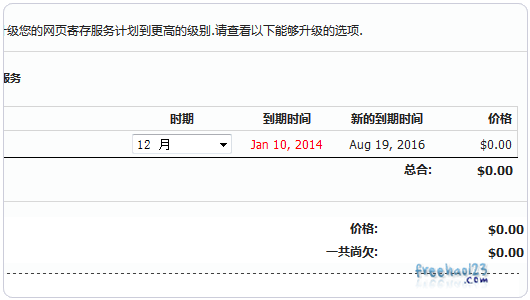 级您的网页寄存服务计划到更高的级别.请查看以下能够升级的选项.
服务
时期 到期时间 新的到期时间 价格
12 月 Jan 10, 2014 Aug 19, 2016 $0.00
总合: $0.00
价格: $0.00
一共尚欠: $0.00
freehao123
.com